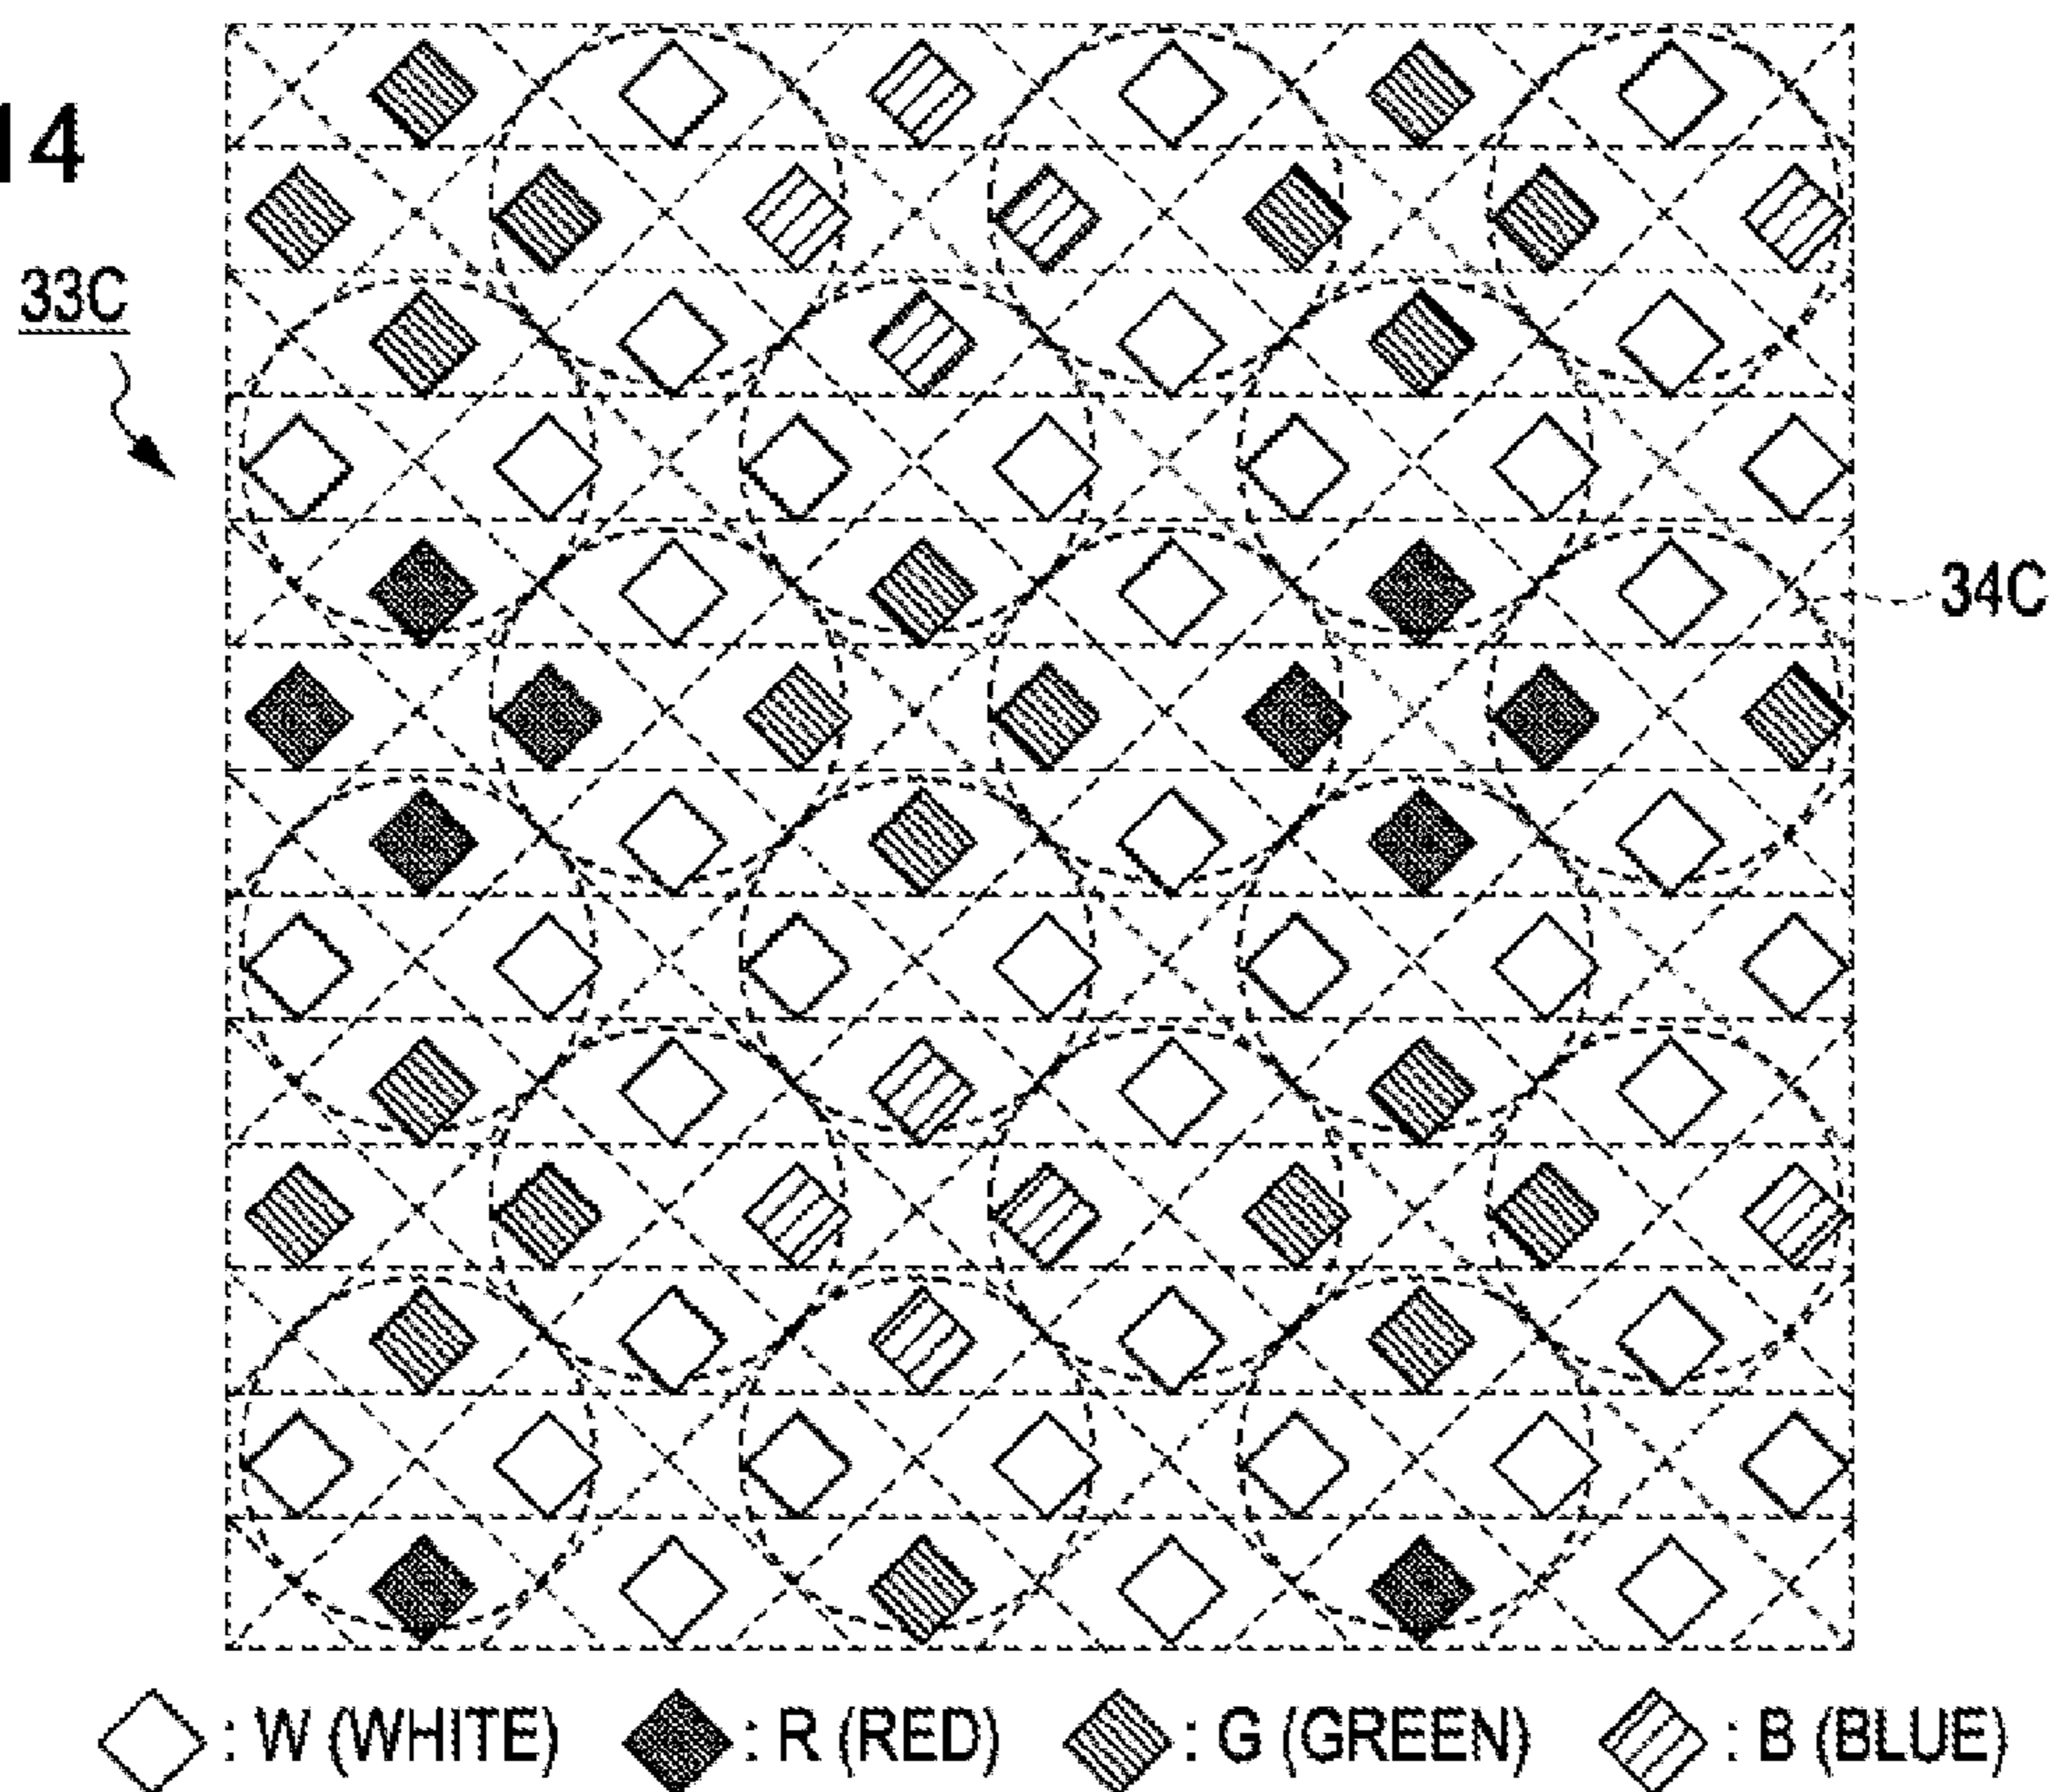 14
33C
34C
: W (WHITE) : R (RED) : G (GREEN) : B (BLUE)